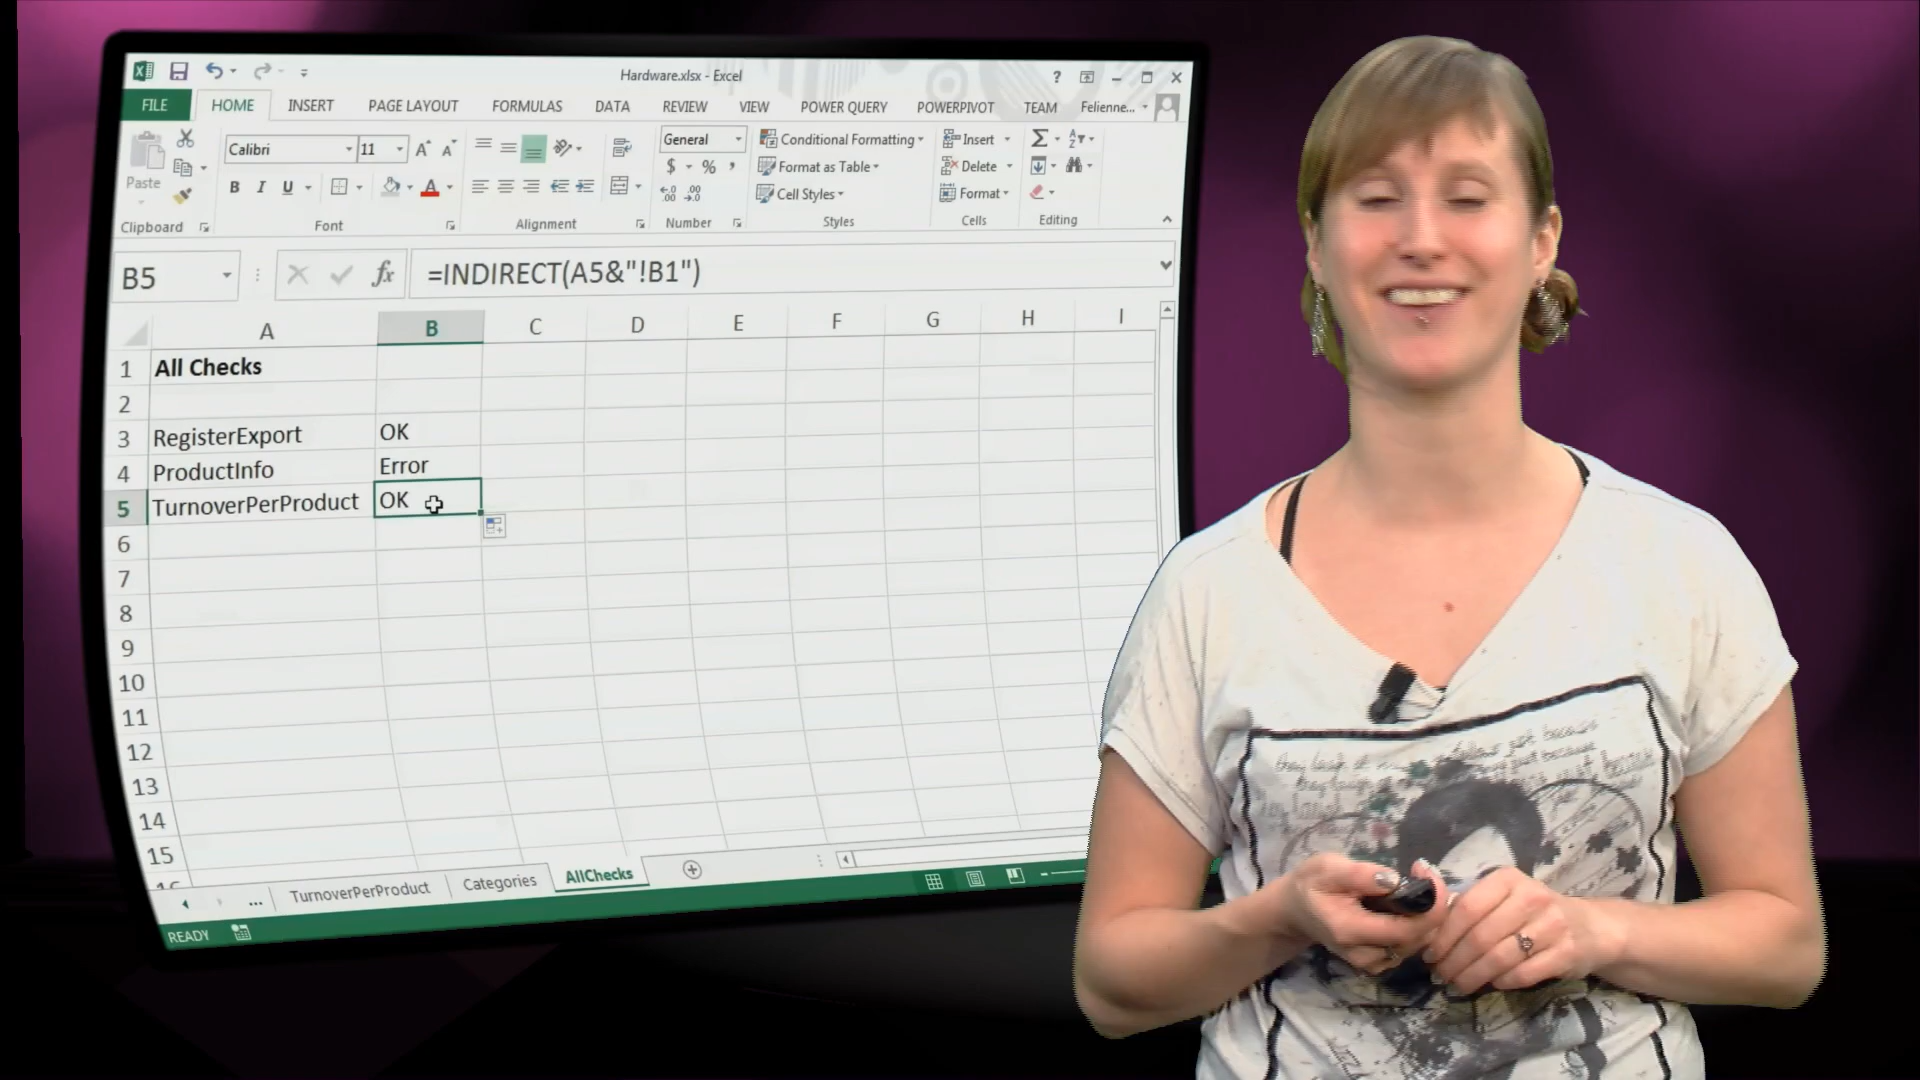 Hardware.xlsx - Excel
?
FILE HOME INSERT PAGE LAYOUT FORMULAS DATA REVIEW VIEW POWER QUERY POWERPIVOT TEAM Felienne...
Calibri 11 General Conditional Formatting Insert Σ
Paste $ % Format as Table Delete
B I U A Cell Styles Format
Clipboard Font Alignment Number Styles Cells Editing
B5 fx =INDIRECT(A5&"!B1")
A B C D E F G H I
1 All Checks
2
3 RegisterExport OK
4 ProductInfo Error
5 TurnoverPerProduct OK
6
7
8
9
10
11
12
13
14
15
... TurnoverPerProduct Categories AllChecks
READY